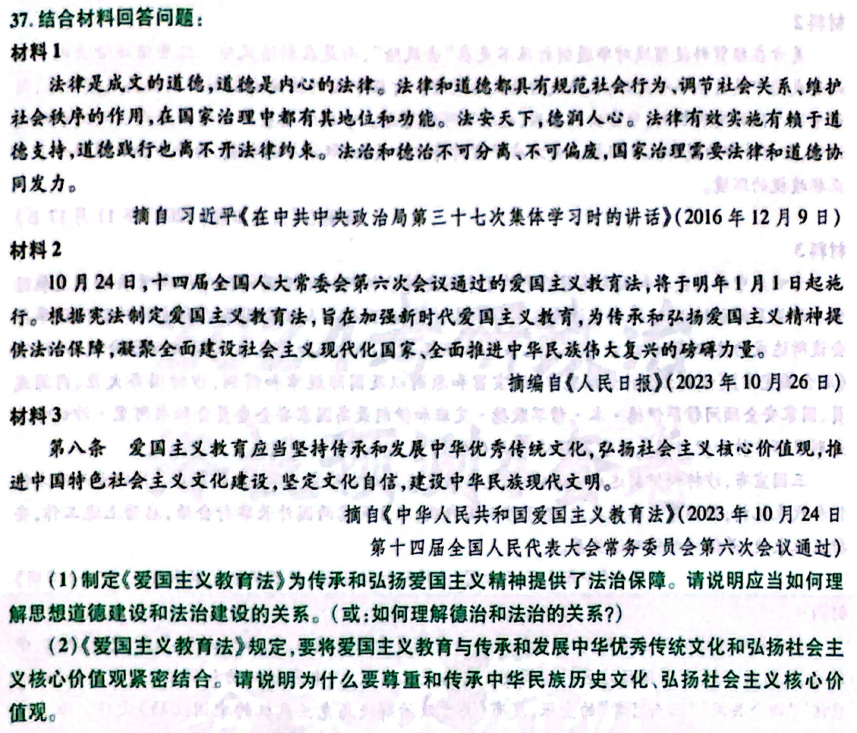 37.结合材料回答问题：
材料1
法律是成文的道德，道德是内心的法律。法律和道德都具有规范社会行为、调节社会关系、维护
社会秩序的作用，在国家治理中都有其地位和功能。法安天下，德润人心。法律有效实施有赖于道
德支持，道德践行也离不开法律约束。法治和德治不可分离、不可偏废，国家治理需要法律和道德协
同发力。
摘自 习近平《在中共中央政治局第三十七次集体学习时的讲话》（2016年12月9日）
材料2
10月24日，十四届全国人大常委会第六次会议通过的爱国主义教育法，将于明年1月1日起施
行。根据宪法制定爱国主义教育法，旨在加强新时代爱国主义教育，为传承和弘扬爱国主义精神提
供法治保障，凝聚全面建设社会主义现代化国家、全面推进中华民族伟大复兴的磅礴力量。
摘编自《人民日报》（2023年10月26日）
材料3
第八条 爱国主义教育应当坚持传承和发展中华优秀传统文化，弘扬社会主义核心价值观，推
进中国特色社会主义文化建设，坚定文化自信，建设中华民族现代文明。
摘自《中华人民共和国爱国主义教育法》（2023年10月24日
第十四届全国人民代表大会常务委员会第六次会议通过）
（1）制定《爱国主义教育法》为传承和弘扬爱国主义精神提供了法治保障。请说明应当如何理
解思想道德建设和法治建设的关系。（或：如何理解德治和法治的关系？）
（2）《爱国主义教育法》规定，要将爱国主义教育与传承和发展中华优秀传统文化和弘扬社会主
义核心价值观紧密结合。请说明为什么要尊重和传承中华民族历史文化、弘扬社会主义核心价
值观。